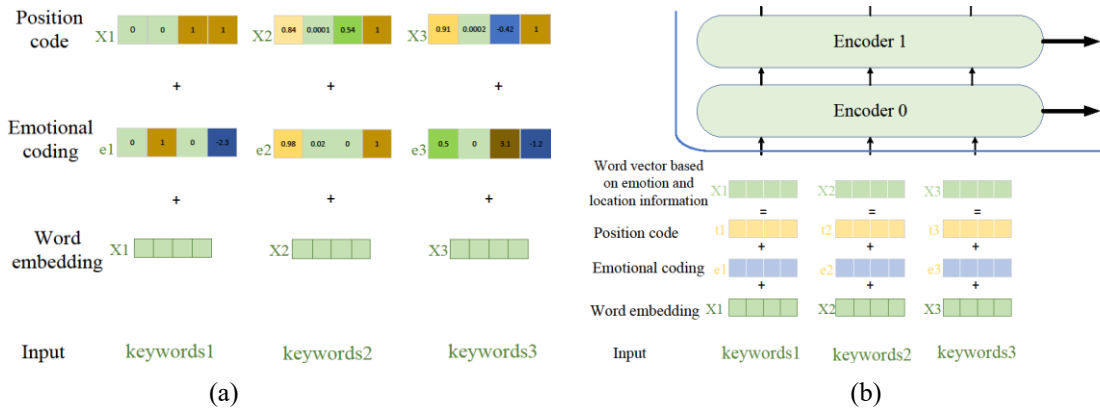 Position code X1 0 0 1 1 X2 0.84 0.0001 0.54 1 X3 0.91 0.0002 -0.42 1
+ + +
Emotional coding e1 0 1 0 -2.3 e2 0.98 0.02 0 1 e3 0.5 0 3.1 -1.2
+ + +
Word embedding X1 X2 X3
Input keywords1 keywords2 keywords3
(a)
Encoder 1
Encoder 0
Word vector based on emotion and location information X1 X2 X3
= = =
Position code t1 t2 t3
+ + +
Emotional coding e1 e2 e3
+ + +
Word embedding X1 X2 X3
Input keywords1 keywords2 keywords3
(b)